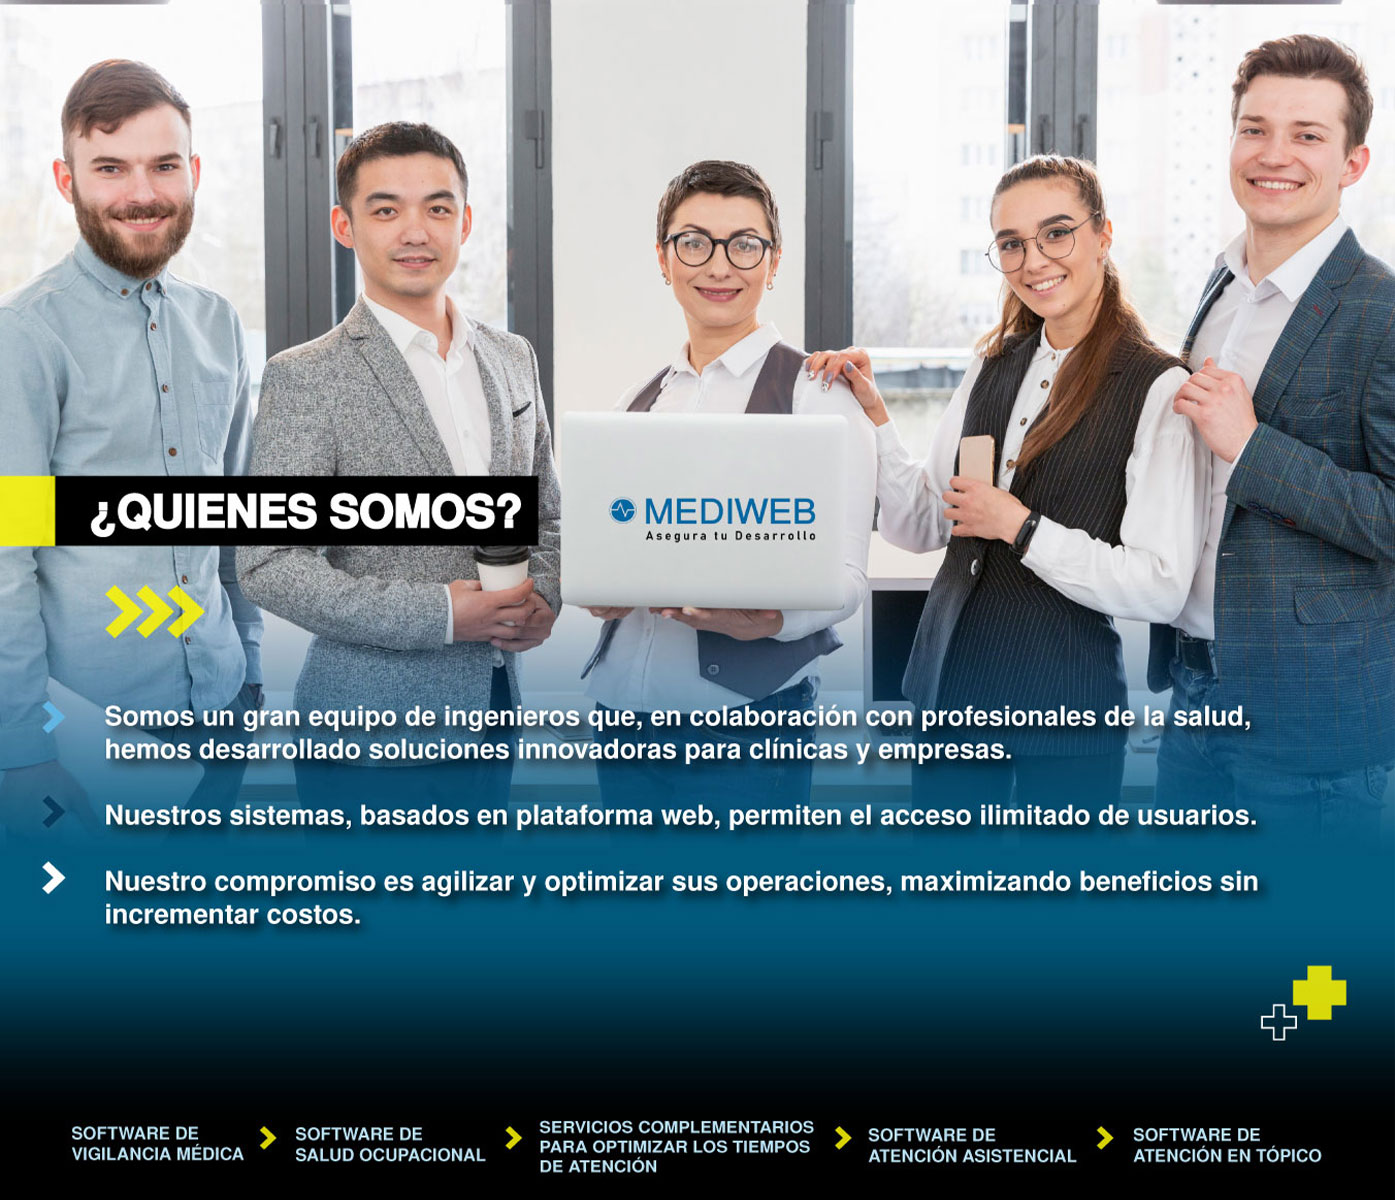 ¿QUIENES SOMOS?
MEDIWEB
Asegura tu Desarrollo
Somos un gran equipo de ingenieros que, en colaboración con profesionales de la salud,
hemos desarrollado soluciones innovadoras para clínicas y empresas.
Nuestros sistemas, basados en plataforma web, permiten el acceso ilimitado de usuarios.
Nuestro compromiso es agilizar y optimizar sus operaciones, maximizando beneficios sin
incrementar costos.
SOFTWARE DE
VIGILANCIA MÉDICA
SOFTWARE DE
SALUD OCUPACIONAL
SERVICIOS COMPLEMENTARIOS
PARA OPTIMIZAR LOS TIEMPOS
DE ATENCIÓN
SOFTWARE DE
ATENCIÓN ASISTENCIAL
SOFTWARE DE
ATENCIÓN EN TÓPICO